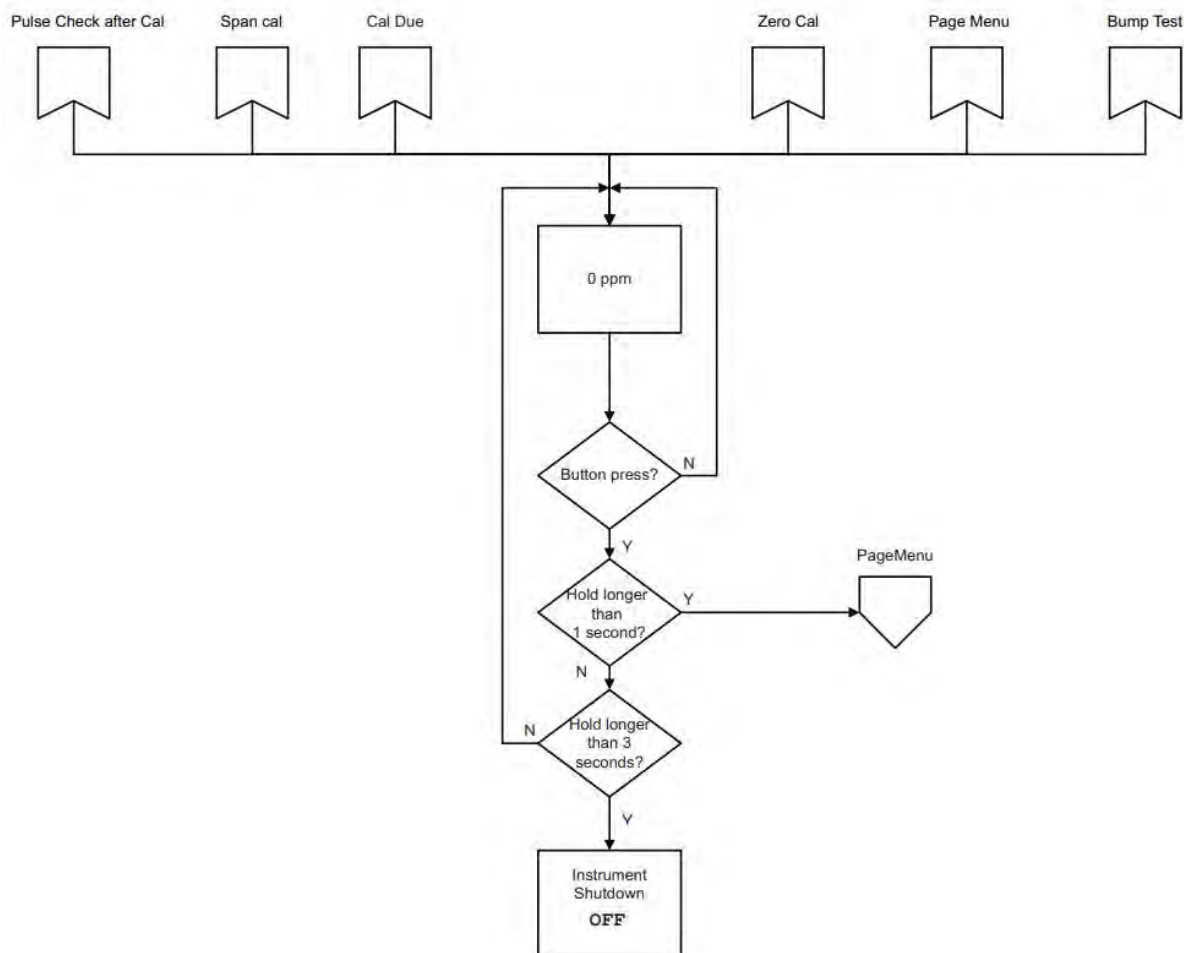 Pulse Check after Cal
Span cal
Cal Due
Zero Cal
Page Menu
Bump Test
0 ppm
Button press?
N
Y
Hold longer
than
1 second?
Y
PageMenu
N
Hold longer
than 3
seconds?
N
Y
Instrument
Shutdown
OFF